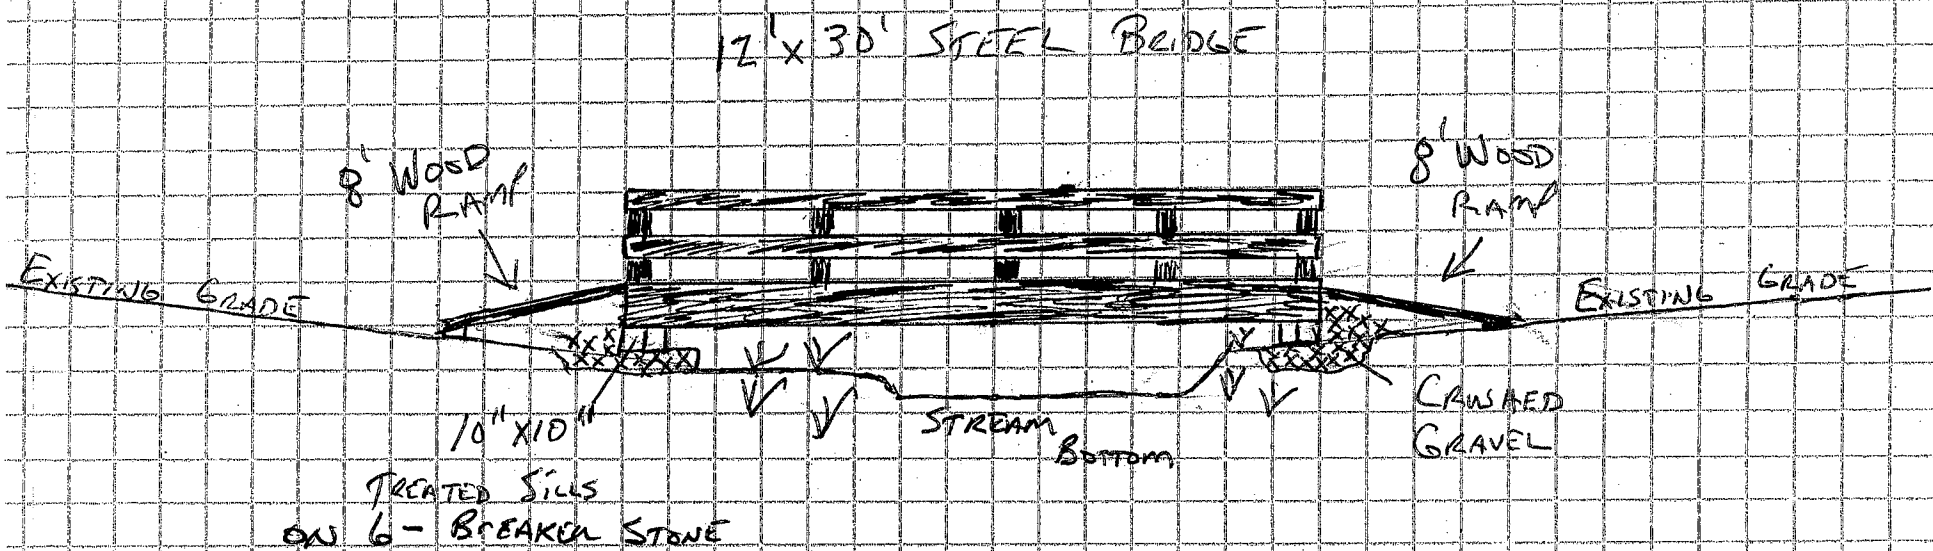 12' x 30' STEEL BRIDGE
8' WOOD
RAMP
8' WOOD
RAMP
EXISTING GRADE
EXISTING GRADE
10" x 10"
TREATED SILLS
ON 6 - BREAKER STONE
STREAM
BOTTOM
CRUSHED
GRAVEL